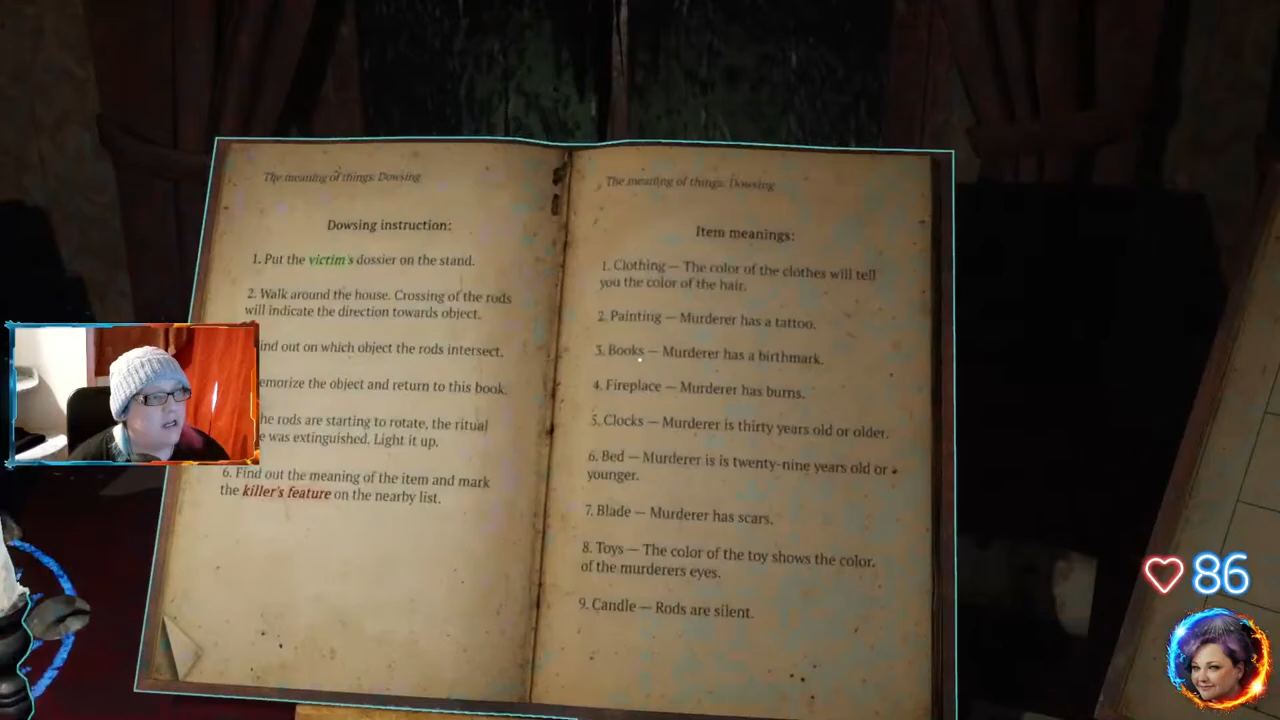 The meaning of things: Dowsing
Dowsing instruction:
1. Put the victim's dossier on the stand.
2. Walk around the house. Crossing of the rods
will indicate the direction towards object.
ind out on which object the rods intersect.
emorize the object and return to this book.
he rods are starting to rotate, the ritual
e was extinguished. Light it up.
6. Find out the meaning of the item and mark
the killer's feature on the nearby list.
The meaning of things: Dowsing
Item meanings:
1. Clothing — The color of the clothes will tell
you the color of the hair.
2. Painting — Murderer has a tattoo.
3. Books — Murderer has a birthmark.
4. Fireplace — Murderer has burns.
5. Clocks — Murderer is thirty years old or older.
6. Bed — Murderer is is twenty-nine years old or
younger.
7. Blade — Murderer has scars.
8. Toys — The color of the toy shows the color.
of the murderers eyes.
9. Candle — Rods are silent.
86